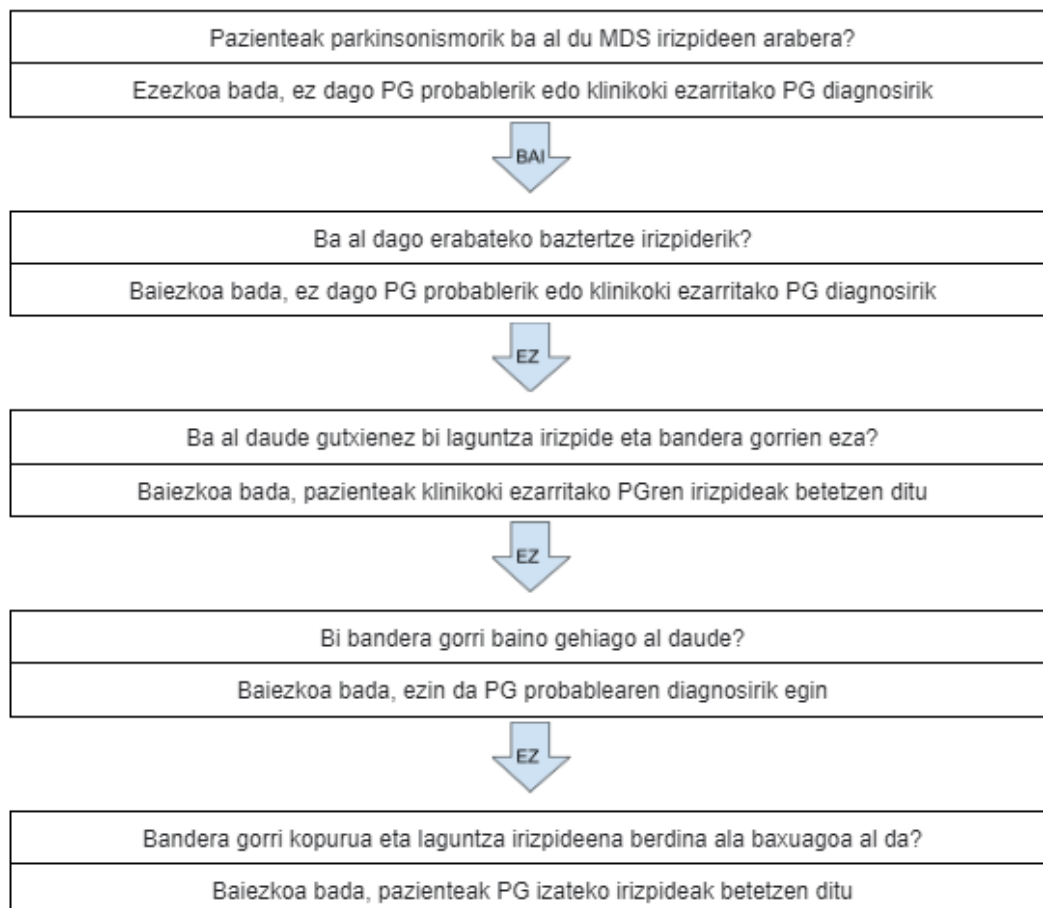 Pazienteak parkinsonismorik ba al du MDS irizpideen arabera?
Ezezkoa bada, ez dago PG probablerik edo klinikoki ezarritako PG diagnosirik
BAI
Ba al dago erabateko baztertze irizpiderik?
Baiezkoa bada, ez dago PG probablerik edo klinikoki ezarritako PG diagnosirik
EZ
Ba al daude gutxienez bi laguntza irizpide eta bandera gorrien eza?
Baiezkoa bada, pazienteak klinikoki ezarritako PGren irizpideak betetzen ditu
EZ
Bi bandera gorri baino gehiago al daude?
Baiezkoa bada, ezin da PG probablearen diagnosirik egin
EZ
Bandera gorri kopurua eta laguntza irizpideena berdina ala baxuagoa al da?
Baiezkoa bada, pazienteak PG izateko irizpideak betetzen ditu